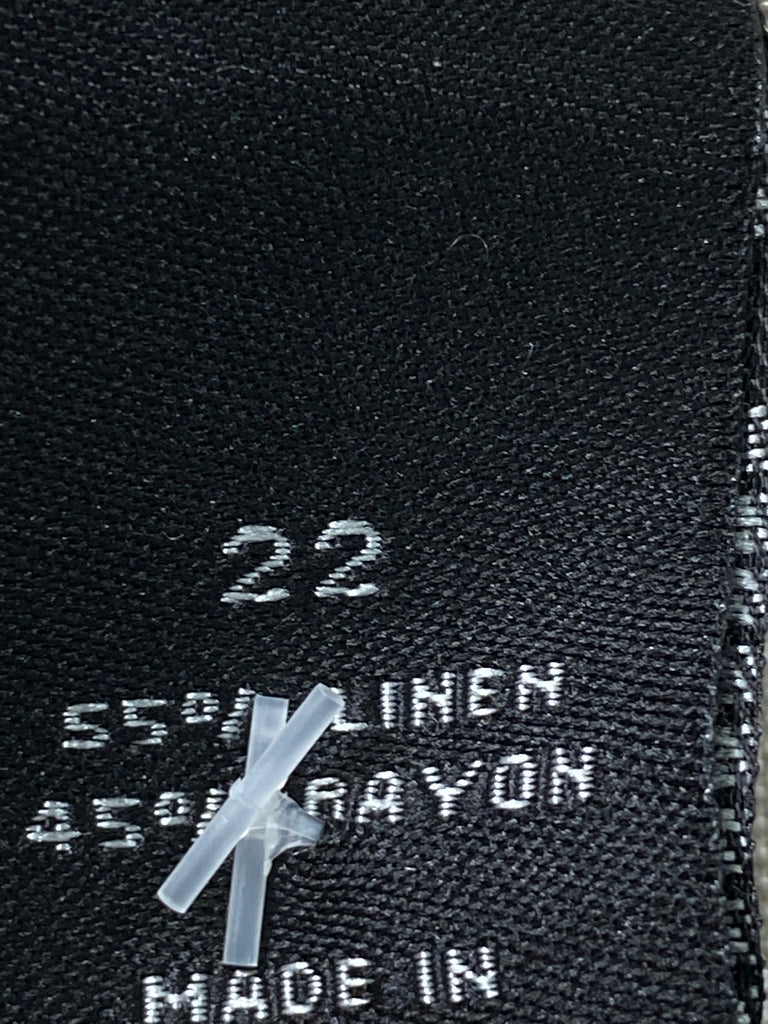 22
55% LINEN
45% RAYON
MADE IN